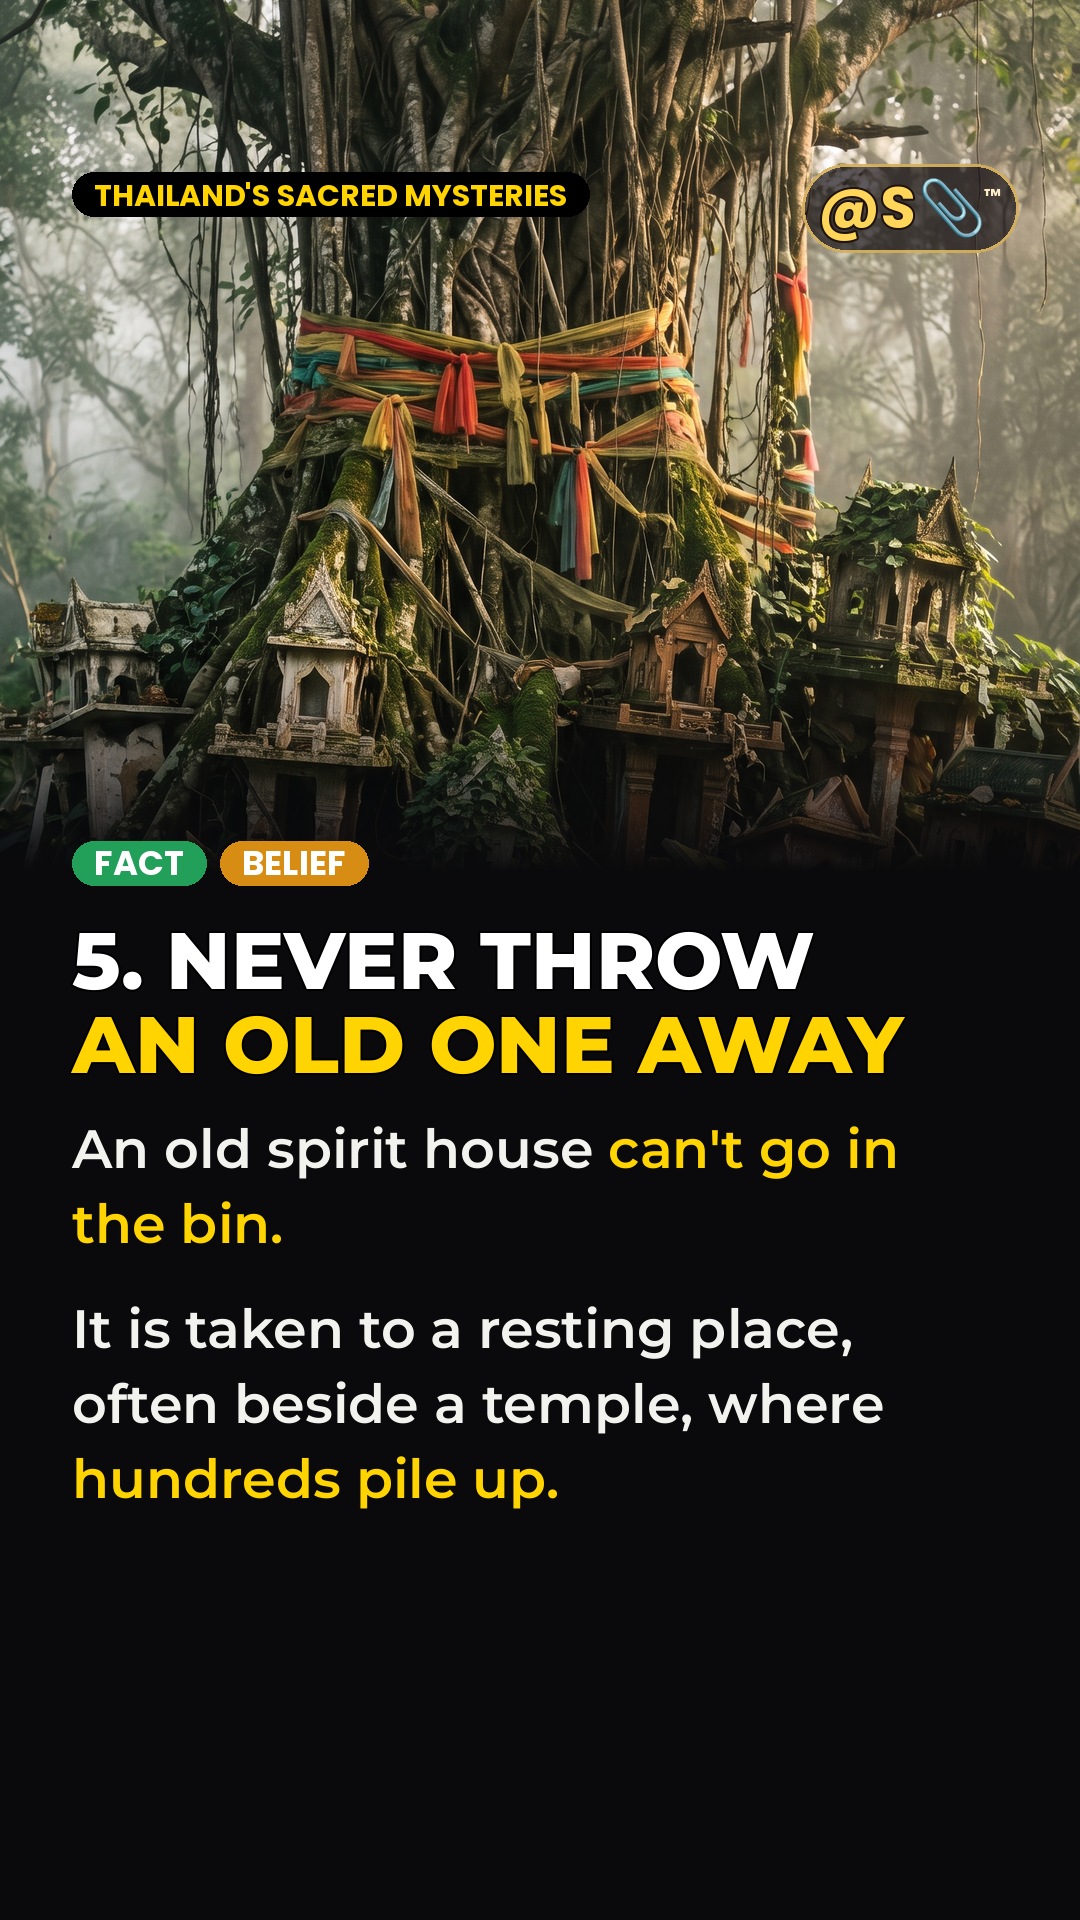 THAILAND'S SACRED MYSTERIES
@S📎™
FACT BELIEF
5. NEVER THROW
AN OLD ONE AWAY
An old spirit house can't go in
the bin.
It is taken to a resting place,
often beside a temple, where
hundreds pile up.